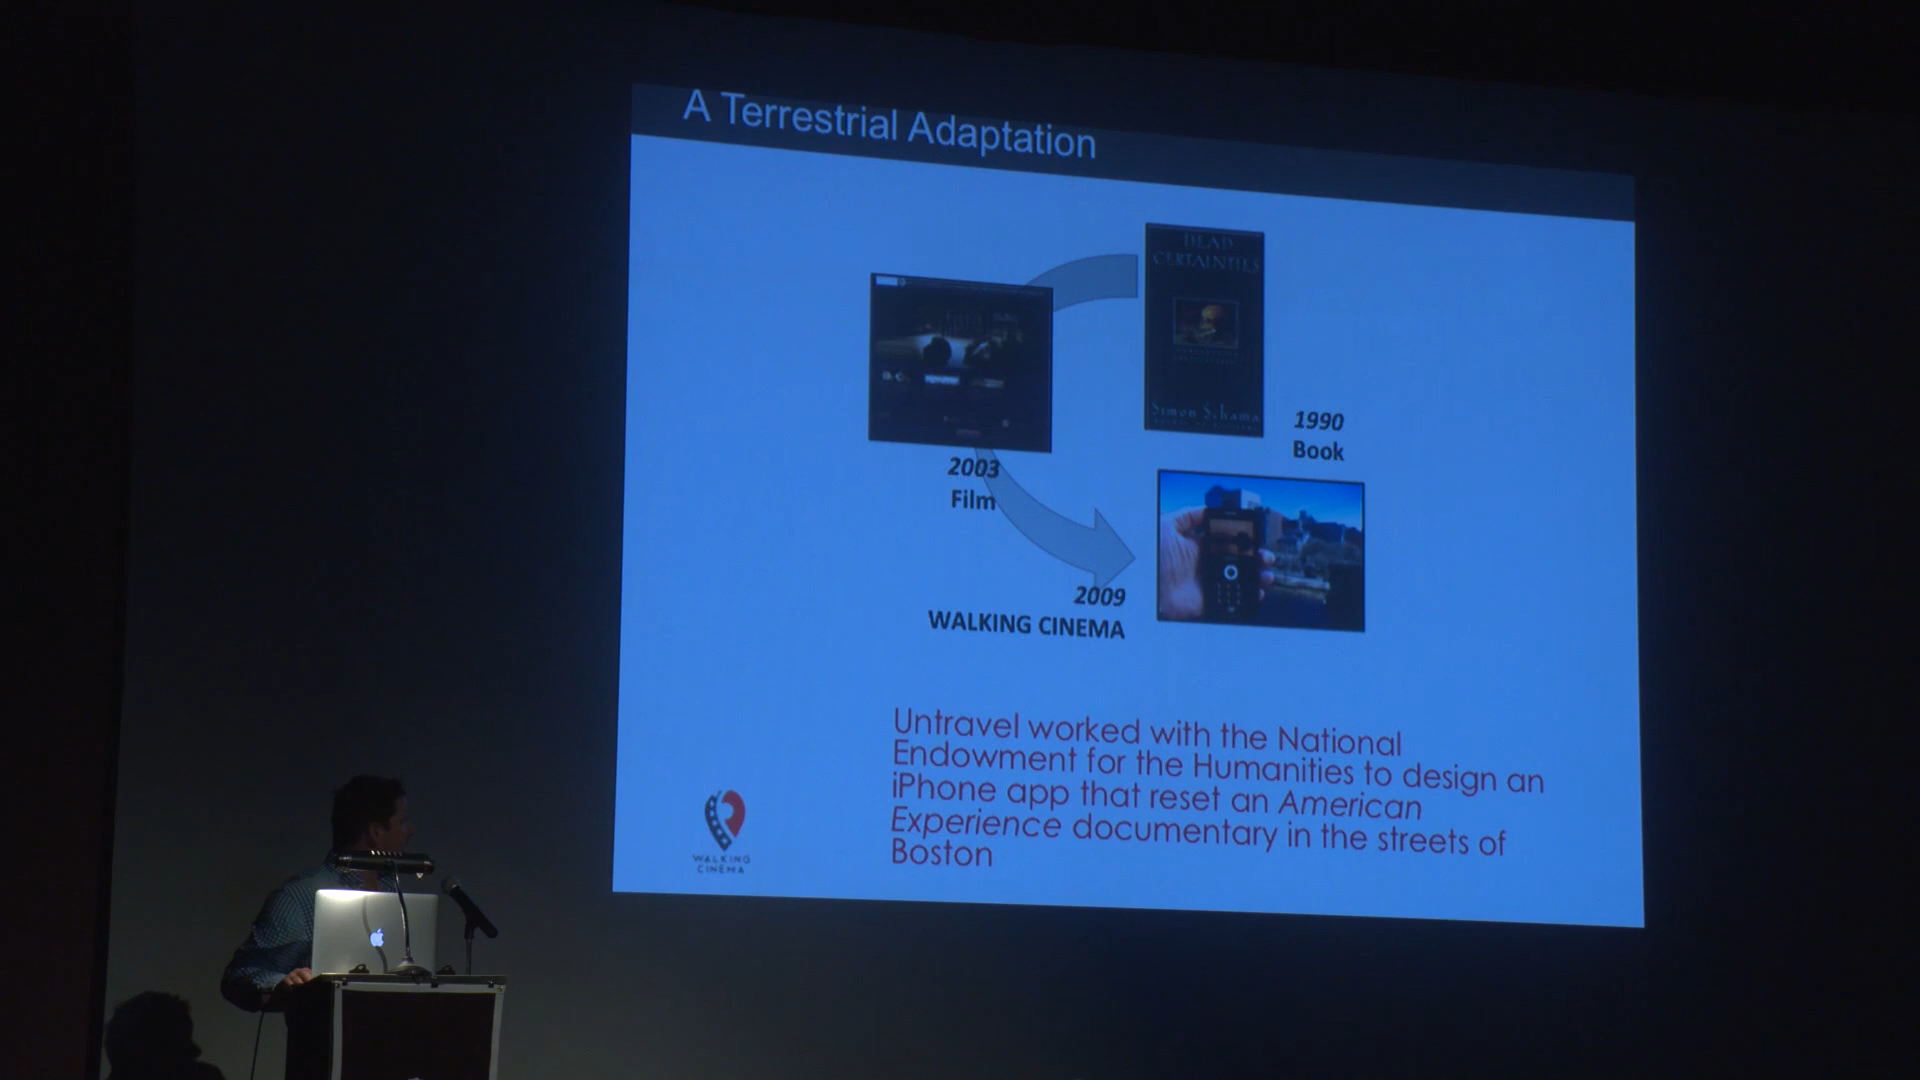 A Terrestrial Adaptation
DEAD
CERTAINTIES
Simon Schama
1990
Book
2003
Film
2009
WALKING CINEMA
Untravel worked with the National
Endowment for the Humanities to design an
iPhone app that reset an American
Experience documentary in the streets of
Boston
WALKING
CINEMA